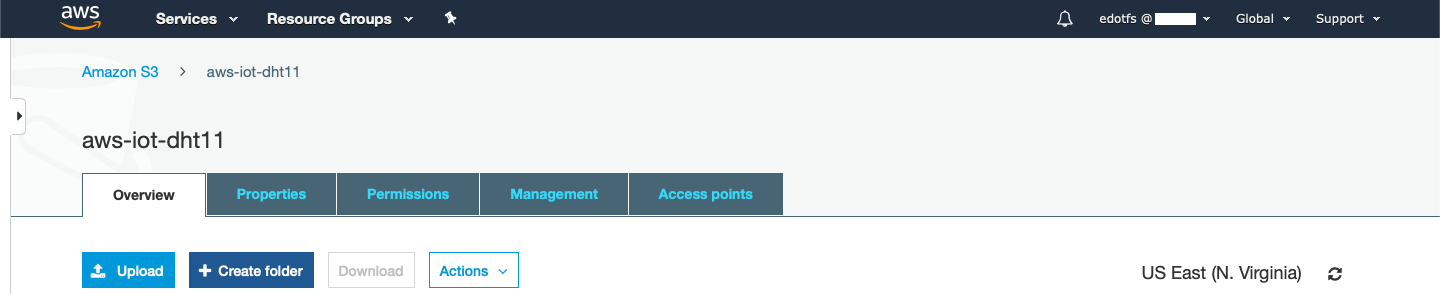 aws Services Resource Groups edotfs @ Global Support
Amazon S3 > aws-iot-dht11
aws-iot-dht11
Overview Properties Permissions Management Access points
Upload + Create folder Download Actions US East (N. Virginia)